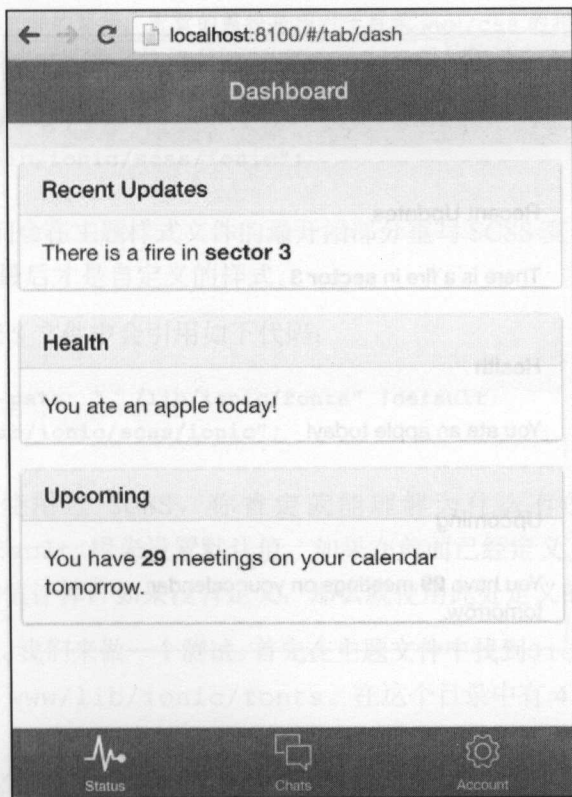 localhost:8100/#/tab/dash
Dashboard
Recent Updates
There is a fire in sector 3
Health
You ate an apple today!
Upcoming
You have 29 meetings on your calendar
tomorrow.
Status
Chats
Account